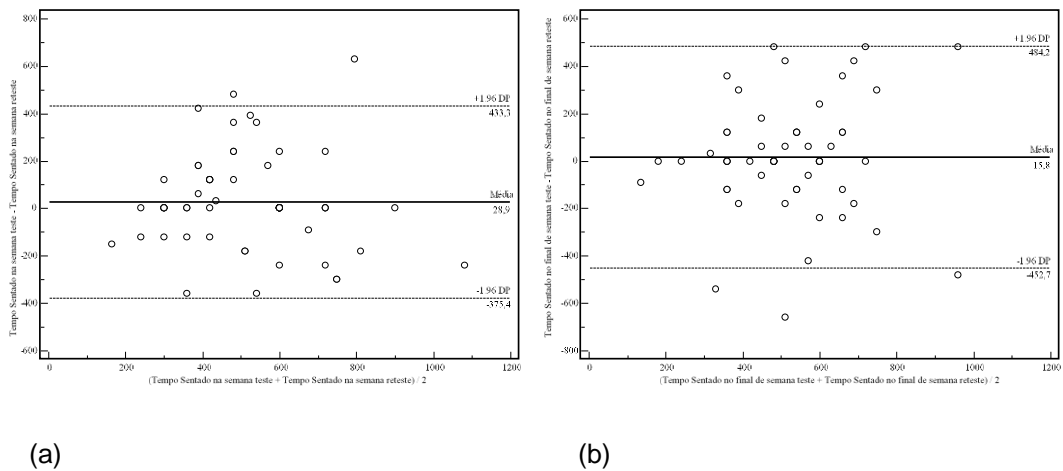 800
600
400
200
0
-200
-400
-600
Tempo Sentado na semana teste - Tempo Sentado na semana reteste
+1.96 DP
433,3
Média
28,9
-1.96 DP
-375,4
0 200 400 600 800 1000 1200
(Tempo Sentado na semana teste + Tempo Sentado na semana reteste) / 2
600
400
200
0
-200
-400
-600
-800
Tempo Sentado no final de semana teste - Tempo Sentado no final de semana reteste
+1.96 DP
484,2
Média
15,8
-1.96 DP
-452,7
0 200 400 600 800 1000 1200
(Tempo Sentado no final de semana teste + Tempo Sentado no final de semana reteste) / 2
(a)
(b)